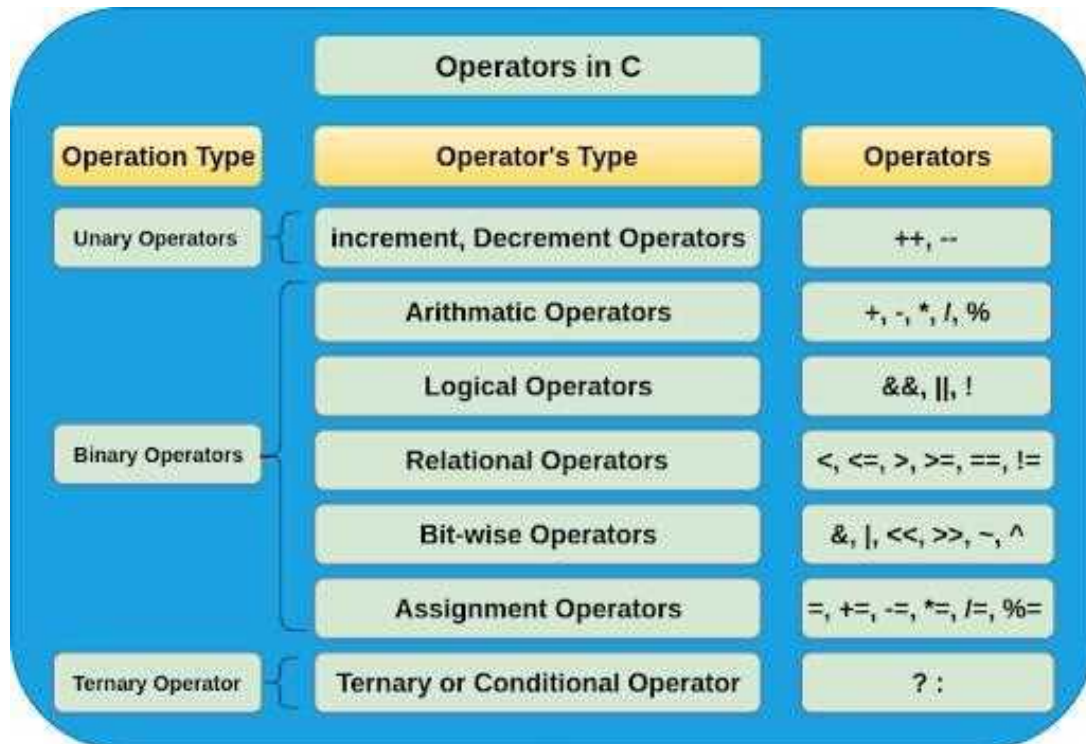 Operators in C
Operation Type Operator's Type Operators
Unary Operators increment, Decrement Operators ++, --
Arithmatic Operators +, -, *, /, %
Logical Operators &&, ||, !
Binary Operators Relational Operators <, <=, >, >=, ==, !=
Bit-wise Operators &, |, <<, >>, ~, ^
Assignment Operators =, +=, -=, *=, /=, %=
Ternary Operator Ternary or Conditional Operator ? :